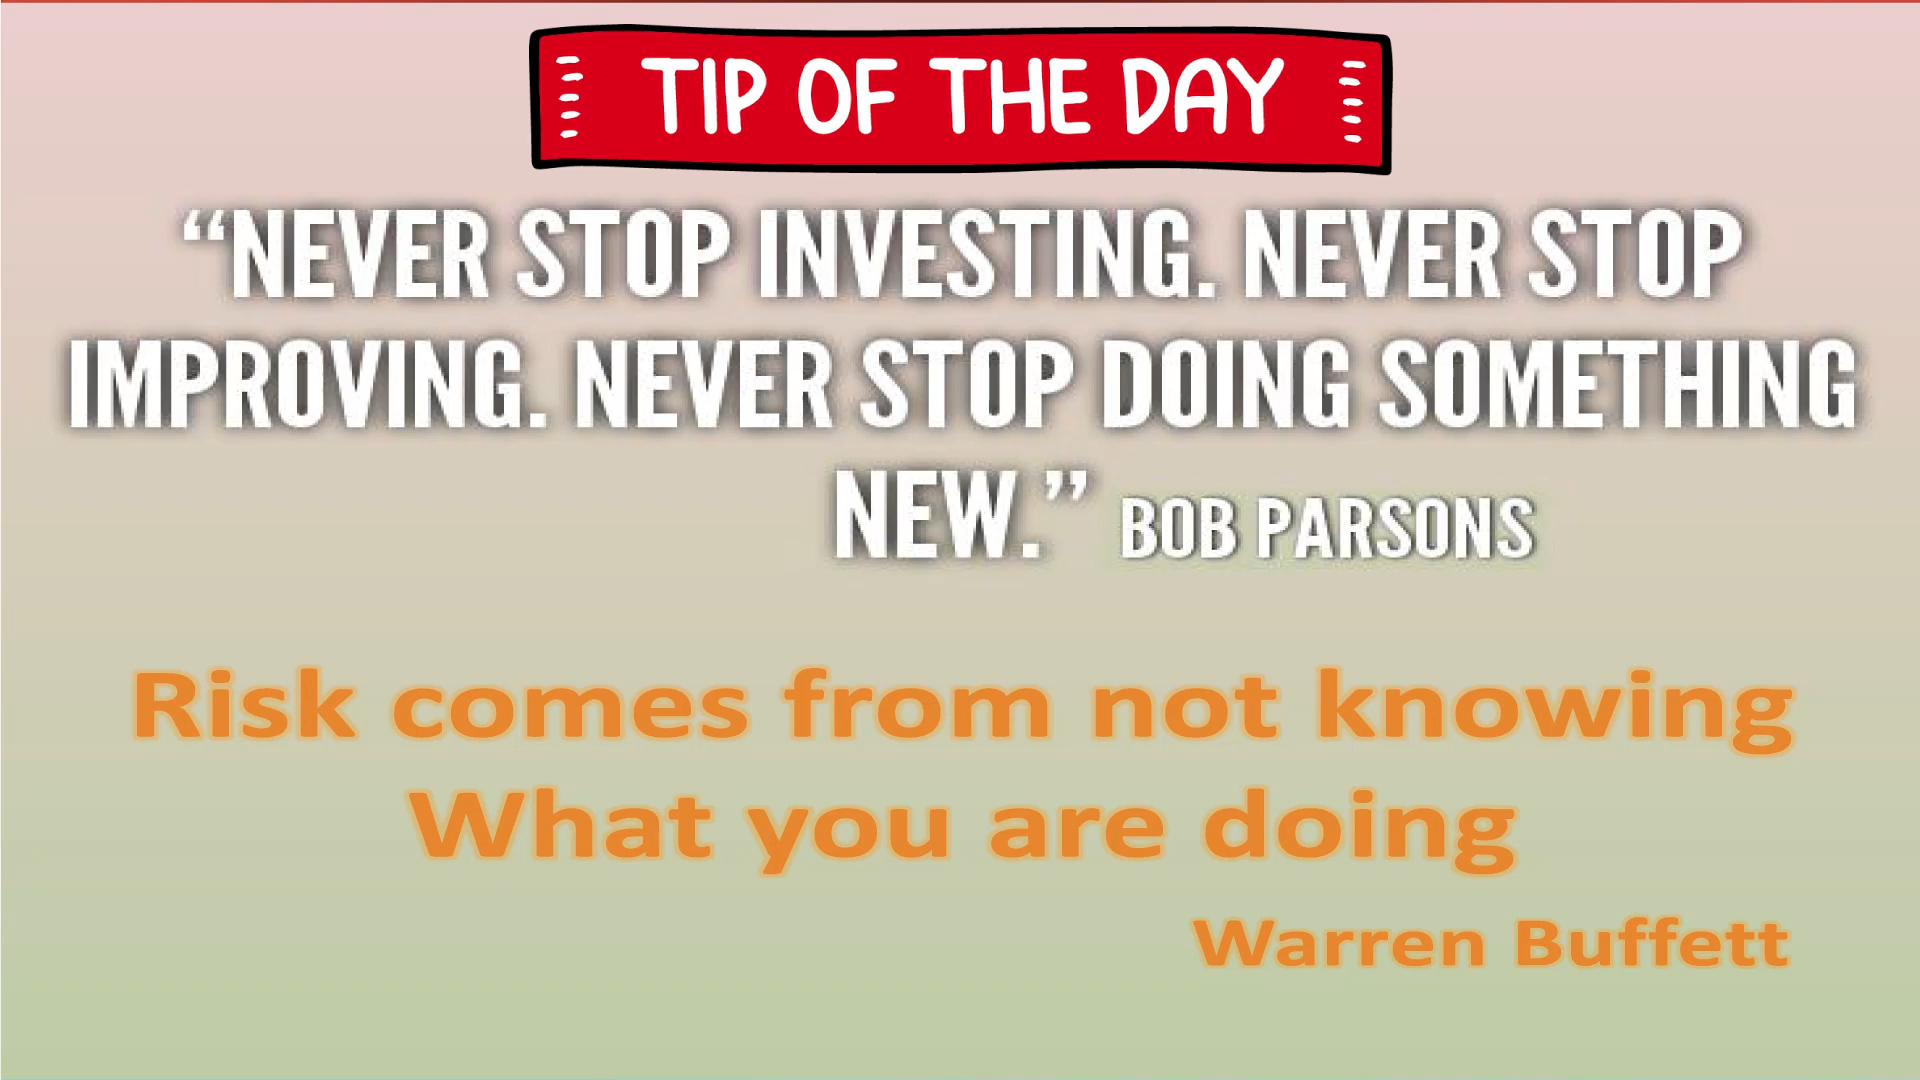 TIP OF THE DAY
“NEVER STOP INVESTING. NEVER STOP
IMPROVING. NEVER STOP DOING SOMETHING
NEW.” BOB PARSONS
Risk comes from not knowing
What you are doing
Warren Buffett